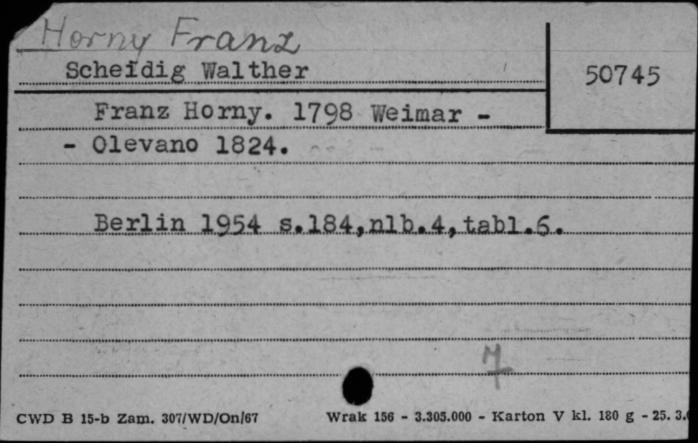 Horny Franz
Scheidig Walther
50745
Franz Horny. 1798 Weimar -
- Olevano 1824.
Berlin 1954 s.184,nlb.4,tabl.6.
7
CWD B 15-b Zam. 307/WD/On/67
Wrak 156 - 3.305.000 - Karton V kl. 180 g - 25. 3.